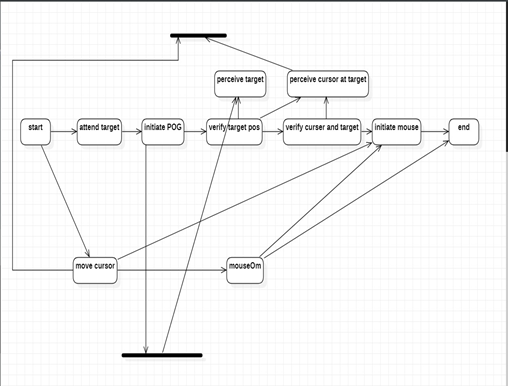 perceive target
perceive cursor at target
start
attend target
initiate POG
verify target pos
verify curser and target
initiate mouse
end
move cursor
mouseOm